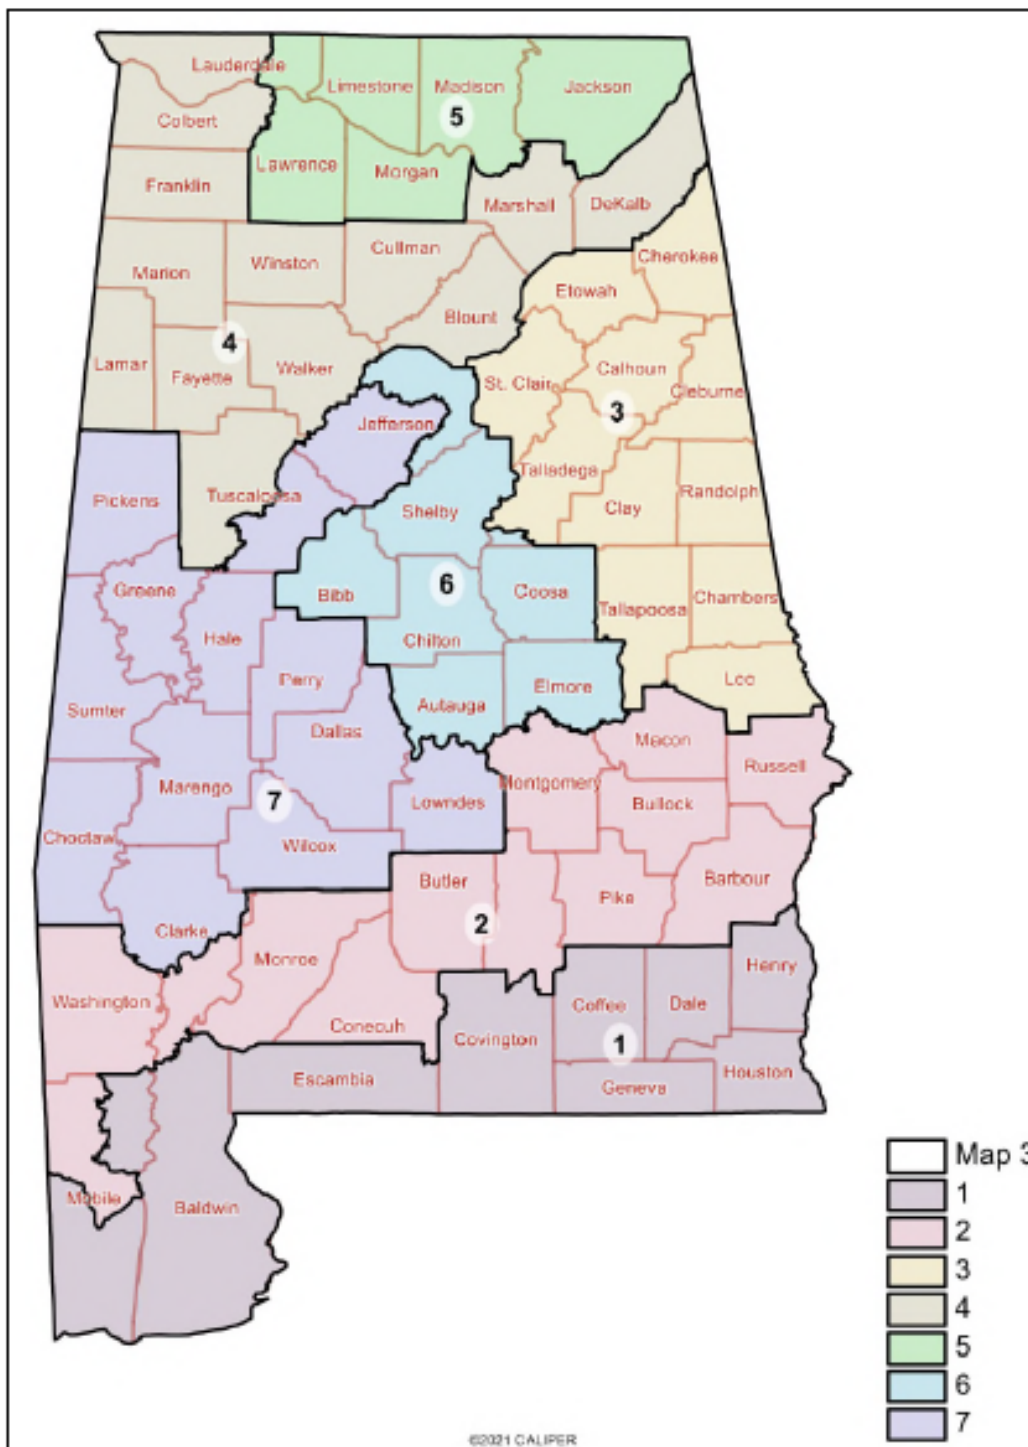 Lauderdale
Limestone
Madison
Jackson
5
Colbert
Lawrence
Morgan
Franklin
Marshall
DeKalb
Cullman
Winston
Marion
Cherokee
Etowah
Blount
4
Lamar
Fayette
Walker
St. Clair
Calhoun
Cleburne
3
Jefferson
Talladega
Pickens
Tuscaloosa
Shelby
Clay
Randolph
Greene
Bibb
6
Coosa
Tallapoosa
Chambers
Hale
Chilton
Perry
Elmore
Lee
Autauga
Sumter
Dallas
Macon
Russell
Marengo
Montgomery
7
Lowndes
Bullock
Choctaw
Wilcox
Butler
Pike
Barbour
2
Clarke
Monroe
Henry
Washington
Coffee
Dale
Conecuh
Covington
1
Escambia
Geneva
Houston
Mobile
Baldwin
Map 3
1
2
3
4
5
6
7
©2021 CALIPER